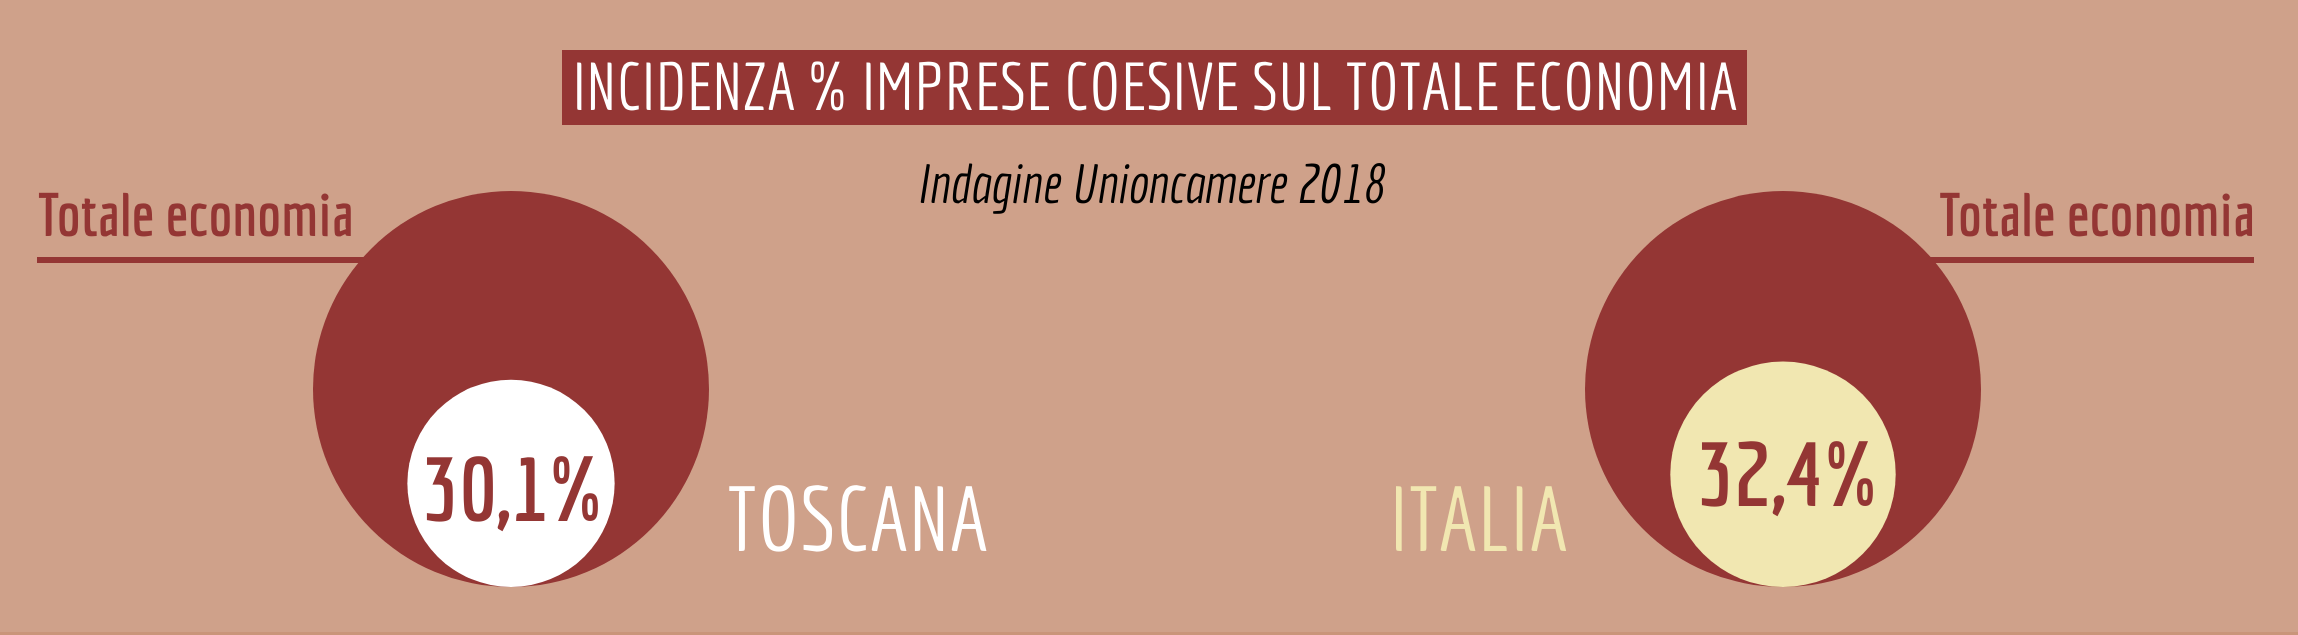 INCIDENZA % IMPRESE COESIVE SUL TOTALE ECONOMIA
Indagine Unioncamere 2018
Totale economia
Totale economia
30,1%
TOSCANA
ITALIA
32,4%